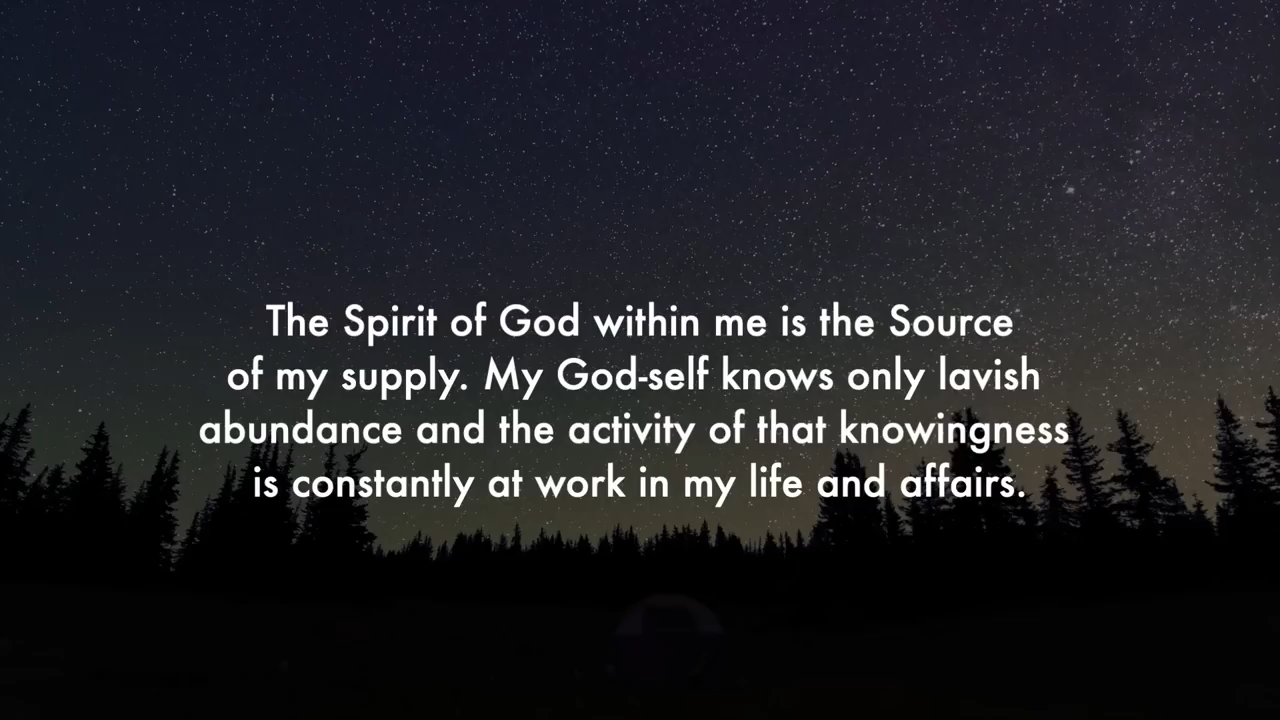 The Spirit of God within me is the Source
of my supply. My God-self knows only lavish
abundance and the activity of that knowingness
is constantly at work in my life and affairs.